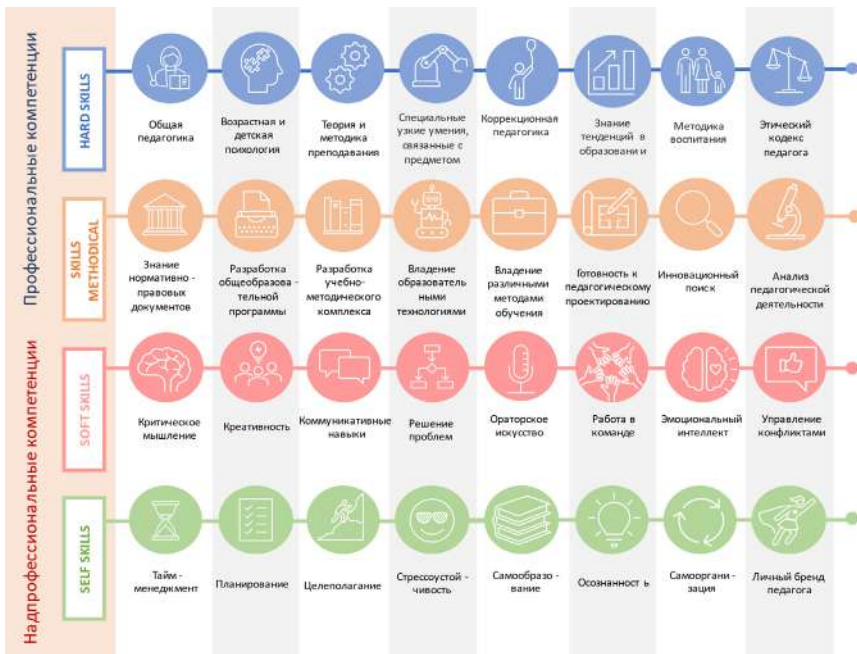 Профессиональные компетенции
HARD SKILLS
Общая
педагогика
Возрастная и
детская
психология
Теория и
методика
преподавания
Специальные
узкие умения,
связанные с
предметом
Коррекционная
педагогика
Знание
тенденций в
образовани и
Методика
воспитания
Этический
кодекс
педагога
SKILLS
METHODICAL
Знание
нормативно -
правовых
документов
Разработка
общеобразова -
тельной
программы
Разработка
учебно-
методического
комплекса
Владение
образователь
ными
технологиями
Владение
различными
методами
обучения
Готовность к
педагогическому
проектированию
Инновационный
поиск
Анализ
педагогической
деятельности
Надпрофессиональные компетенции
SOFT SKILLS
Критическое
мышление
Креативность
Коммуникативные
навыки
Решение
проблем
Ораторское
искусство
Работа в
команде
Эмоциональный
интеллект
Управление
конфликтами
SELF SKILLS
Тайм -
менеджмент
Планирование
Целеполагание
Стрессоустой -
чивость
Самообразо -
вание
Осозна­нност ь
Самооргани -
зация
Личный бренд
педагога